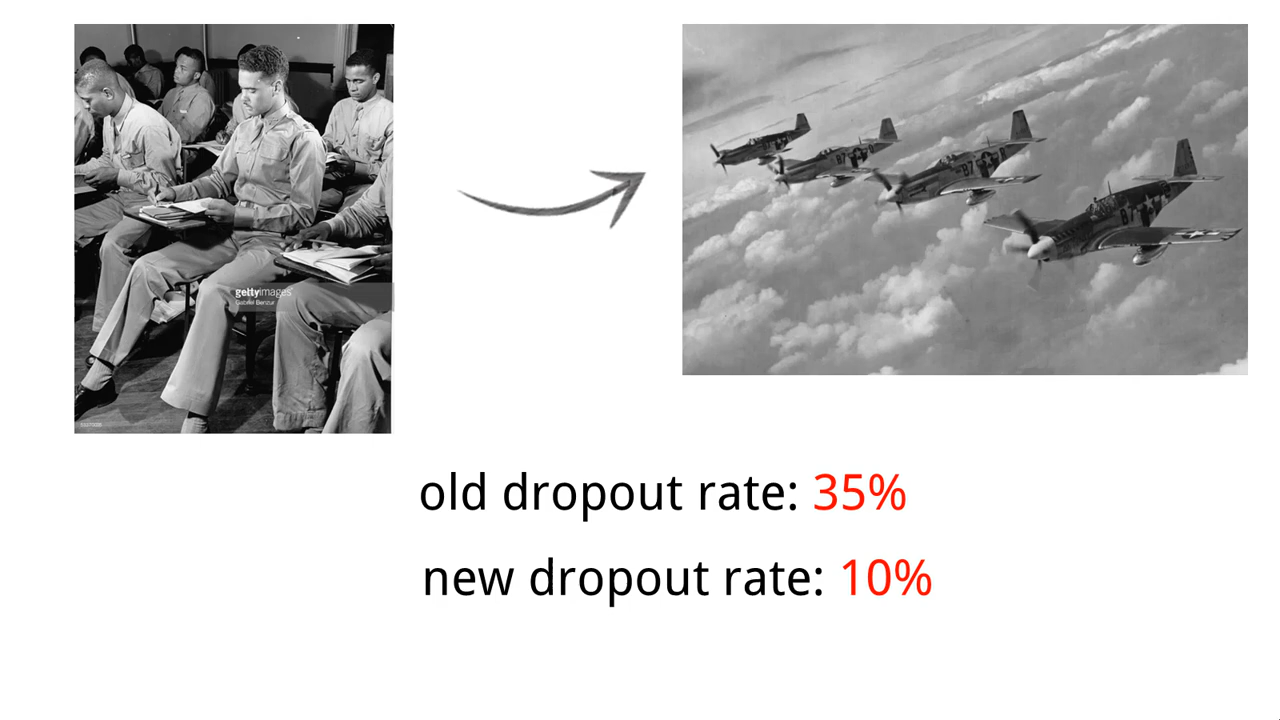 gettyimages
Gabriel Benzur
old dropout rate: 35%
new dropout rate: 10%